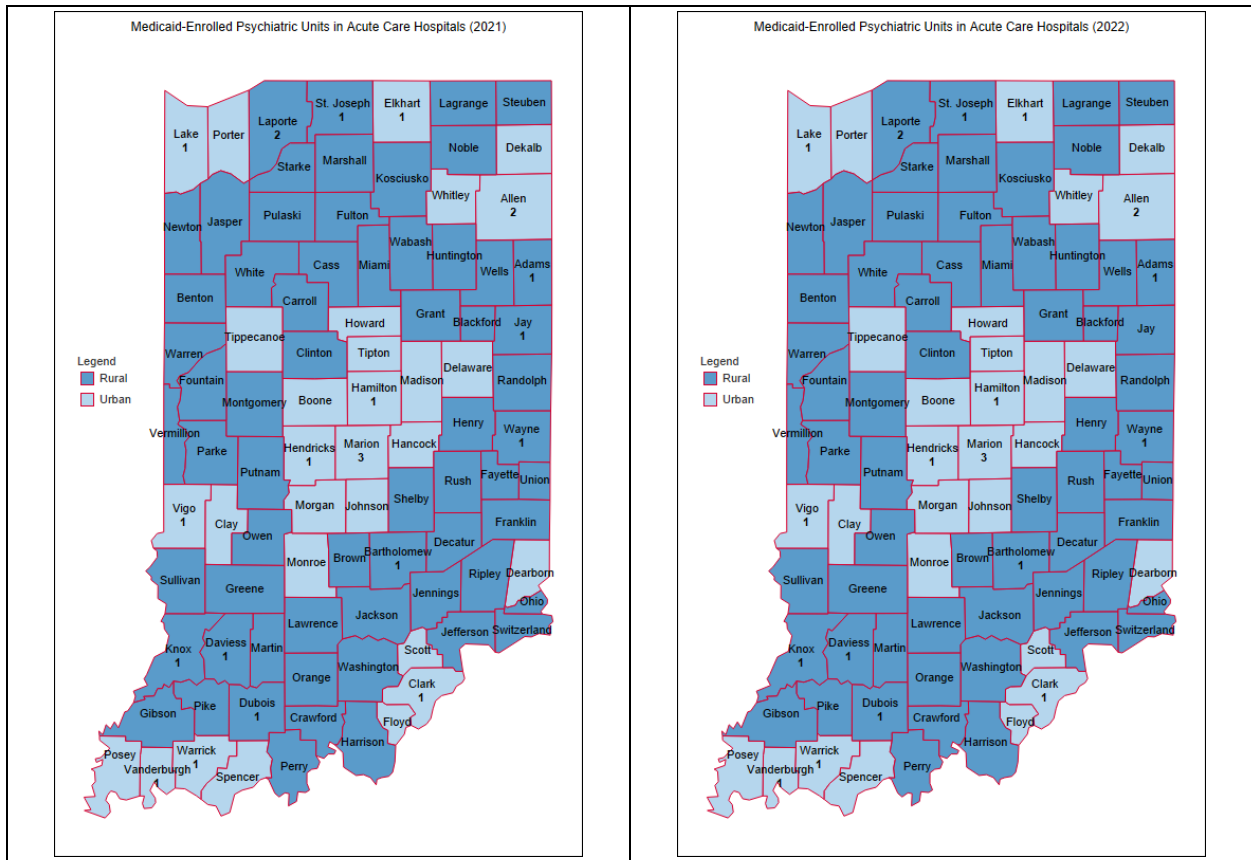 Medicaid-Enrolled Psychiatric Units in Acute Care Hospitals (2021)
St. Joseph
1
Elkhart
1
Lagrange
Steuben
Lake
1
Porter
Laporte
2
Starke
Marshall
Noble
Dekalb
Kosciusko
Whitley
Allen
2
Newton
Jasper
Pulaski
Fulton
Wabash
Huntington
White
Cass
Miami
Wells
Adams
1
Benton
Carroll
Grant
Blackford
Jay
1
Tippecanoe
Howard
Warren
Clinton
Tipton
Legend
Rural
Urban
Fountain
Montgomery
Boone
Hamilton
1
Madison
Delaware
Randolph
Vermillion
Parke
Putnam
Hendricks
1
Marion
3
Hancock
Henry
Wayne
1
Rush
Fayette
Union
Vigo
1
Clay
Owen
Morgan
Johnson
Shelby
Franklin
Monroe
Brown
Bartholomew
1
Decatur
Sullivan
Greene
Ripley
Dearborn
Jennings
Ohio
Lawrence
Jackson
Jefferson
Switzerland
Knox
1
Daviess
1
Martin
Scott
Washington
Orange
Clark
1
Gibson
Pike
Dubois
1
Crawford
Floyd
Harrison
Posey
Vanderburgh
1
Warrick
1
Spencer
Perry
Medicaid-Enrolled Psychiatric Units in Acute Care Hospitals (2022)
St. Joseph
1
Elkhart
1
Lagrange
Steuben
Lake
1
Porter
Laporte
2
Starke
Marshall
Noble
Dekalb
Kosciusko
Whitley
Allen
2
Newton
Jasper
Pulaski
Fulton
Wabash
Huntington
White
Cass
Miami
Wells
Adams
1
Benton
Carroll
Grant
Blackford
Jay
Tippecanoe
Howard
Warren
Clinton
Tipton
Legend
Rural
Urban
Fountain
Montgomery
Boone
Hamilton
1
Madison
Delaware
Randolph
Vermillion
Parke
Putnam
Hendricks
1
Marion
3
Hancock
Henry
Wayne
1
Rush
Fayette
Union
Vigo
1
Clay
Owen
Morgan
Johnson
Shelby
Franklin
Monroe
Brown
Bartholomew
1
Decatur
Sullivan
Greene
Ripley
Dearborn
Jennings
Ohio
Lawrence
Jackson
Jefferson
Switzerland
Knox
1
Daviess
1
Martin
Scott
Washington
Orange
Clark
1
Gibson
Pike
Dubois
1
Crawford
Floyd
Harrison
Posey
Vanderburgh
1
Warrick
1
Spencer
Perry